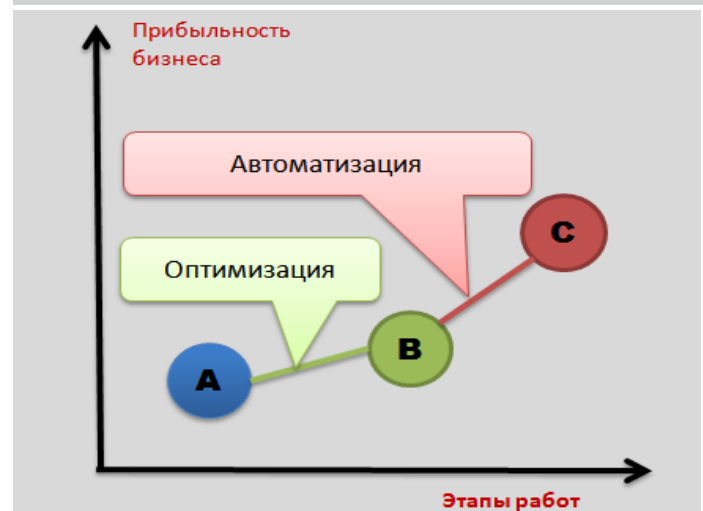 Прибыльность
бизнеса
Автоматизация
Оптимизация
A
B
C
Этапы работ